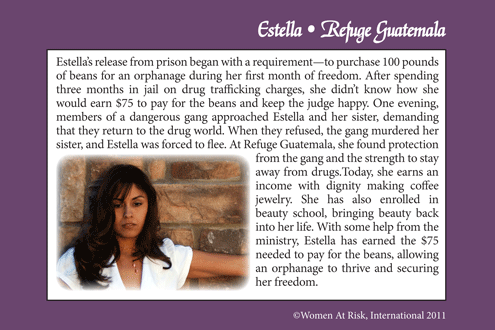 Estella • Refuge Guatemala
Estella's release from prison began with a requirement—to purchase 100 pounds
of beans for an orphanage during her first month of freedom. After spending
three months in jail on drug trafficking charges, she didn't know how she
would earn $75 to pay for the beans and keep the judge happy. One evening,
members of a dangerous gang approached Estella and her sister, demanding
that they return to the drug world. When they refused, the gang murdered her
sister, and Estella was forced to flee. At Refuge Guatemala, she found protection
from the gang and the strength to stay
away from drugs.Today, she earns an
income with dignity making coffee
jewelry. She has also enrolled in
beauty school, bringing beauty back
into her life. With some help from the
ministry, Estella has earned the $75
needed to pay for the beans, allowing
an orphanage to thrive and securing
her freedom.
©Women At Risk, International 2011